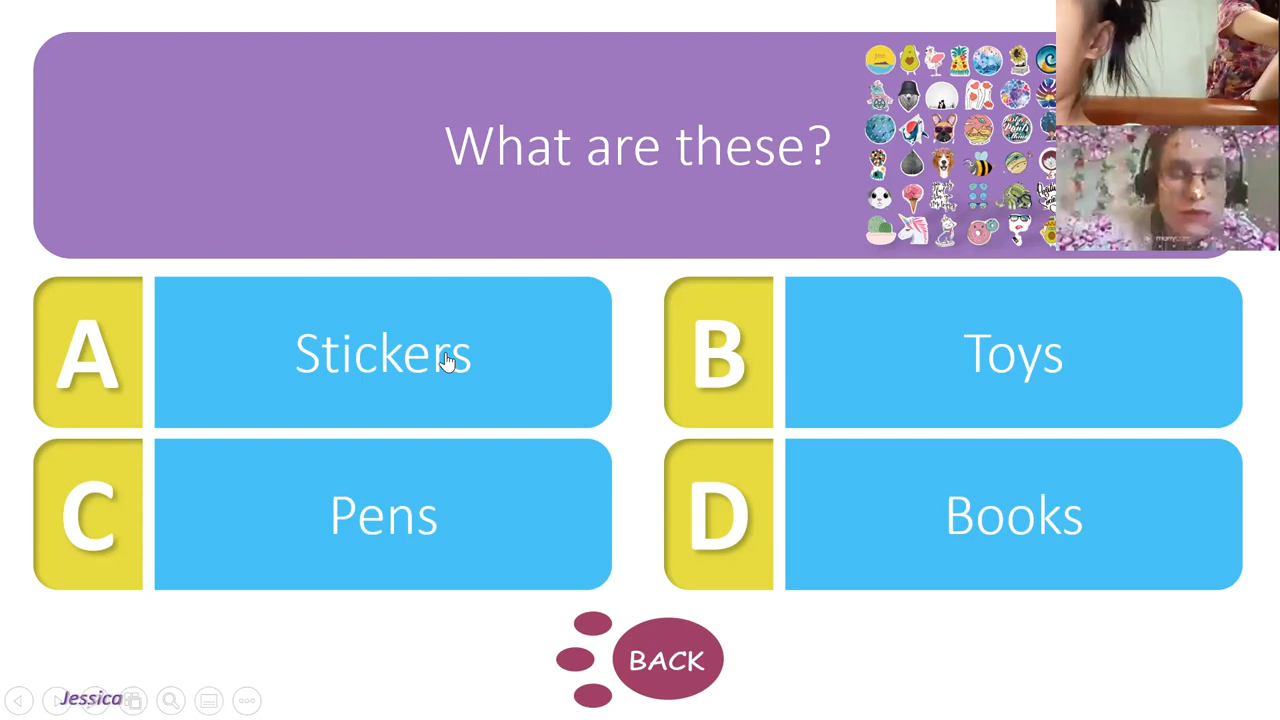 What are these?
A
Stickers
B
Toys
C
Pens
D
Books
BACK
Jessica